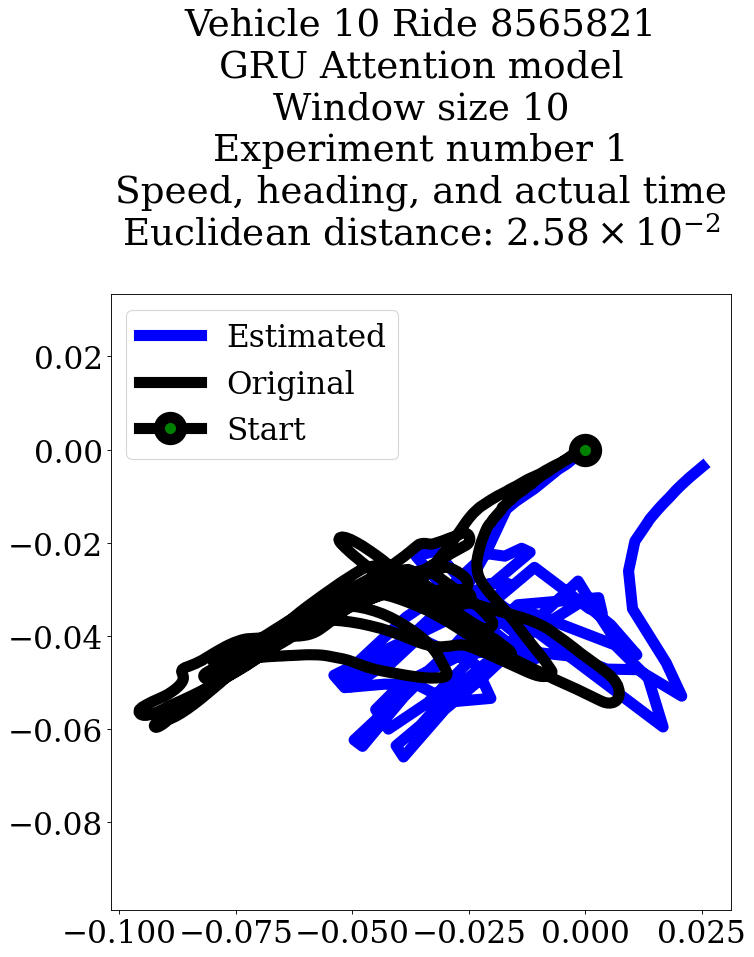 Vehicle 10 Ride 8565821
GRU Attention model
Window size 10
Experiment number 1
Speed, heading, and actual time
Euclidean distance: 2.58 × 10⁻²
Estimated
Original
Start
0.02
0.00
−0.02
−0.04
−0.06
−0.08
−0.100 −0.075 −0.050 −0.025 0.000 0.025